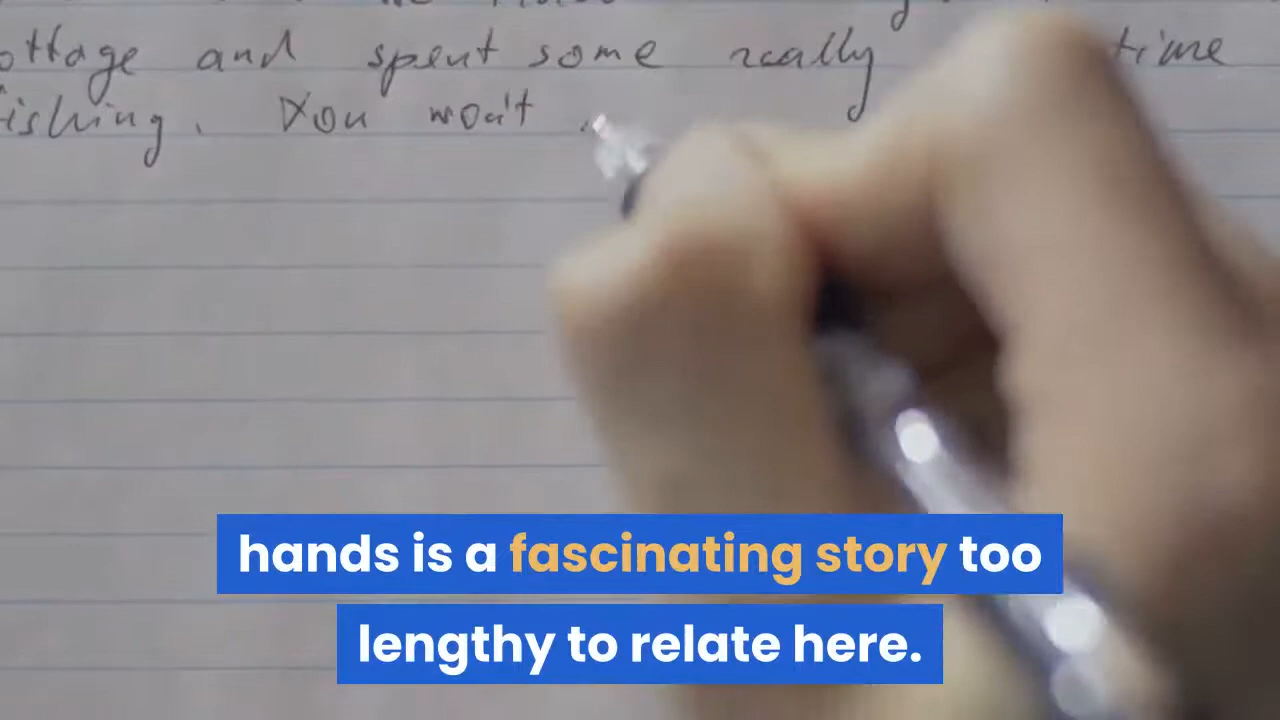 ottage and spent some really time
ishing. You won't
hands is a fascinating story too
lengthy to relate here.